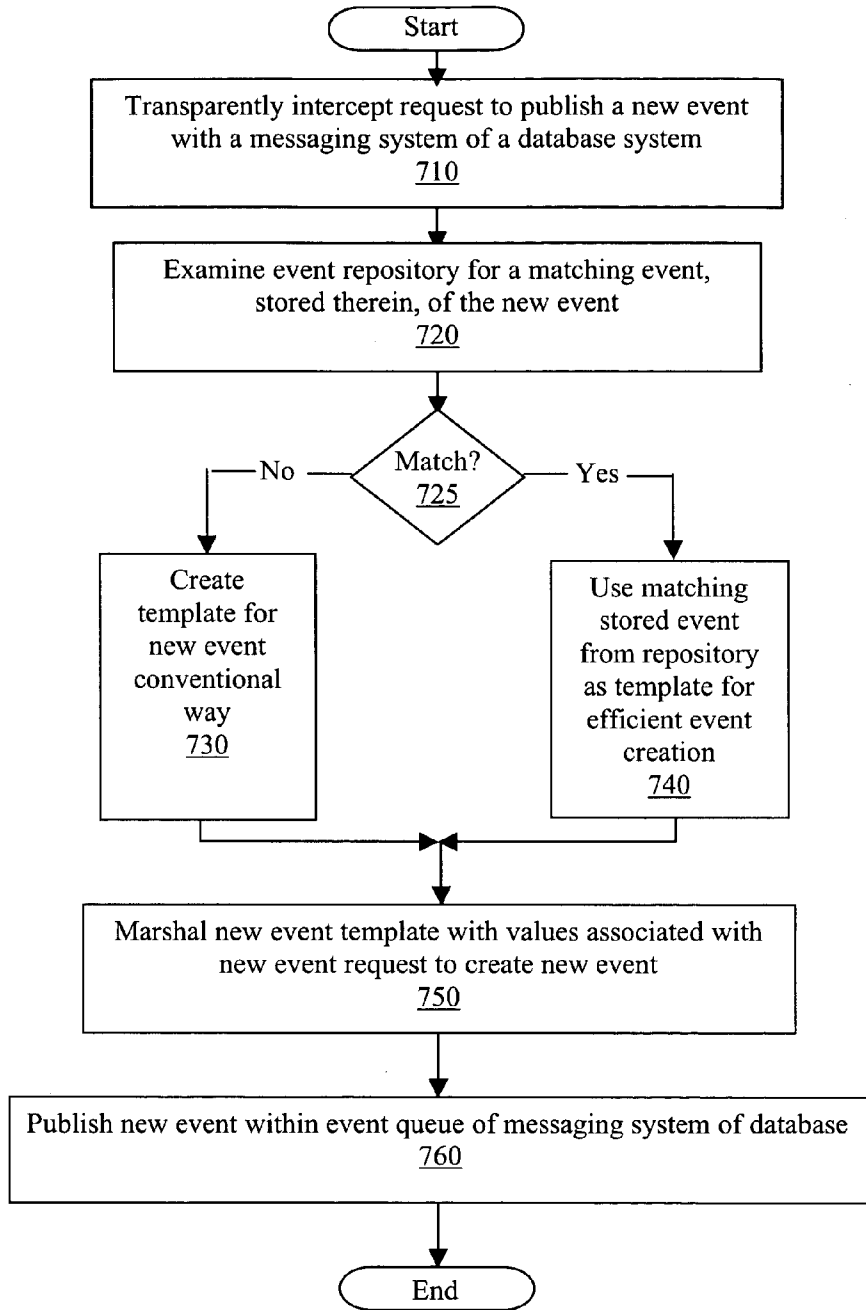 Start
Transparently intercept request to publish a new event
with a messaging system of a database system
710
Examine event repository for a matching event,
stored therein, of the new event
720
Match?
725
No
Yes
Create
template for
new event
conventional
way
730
Use matching
stored event
from repository
as template for
efficient event
creation
740
Marshal new event template with values associated with
new event request to create new event
750
Publish new event within event queue of messaging system of database
760
End